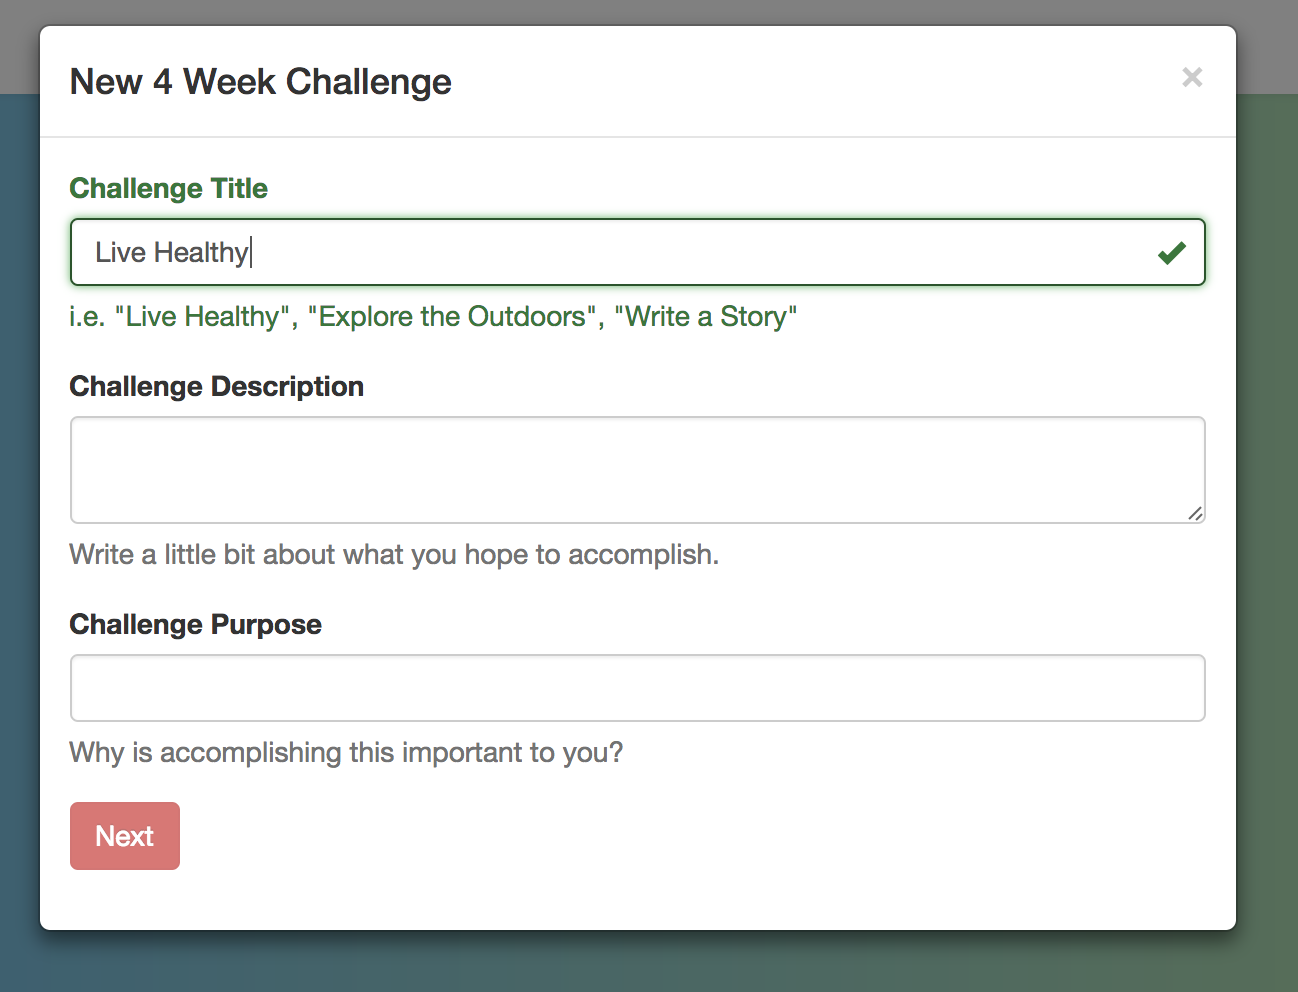 New 4 Week Challenge
Challenge Title
Live Healthy
i.e. "Live Healthy", "Explore the Outdoors", "Write a Story"
Challenge Description
Write a little bit about what you hope to accomplish.
Challenge Purpose
Why is accomplishing this important to you?
Next